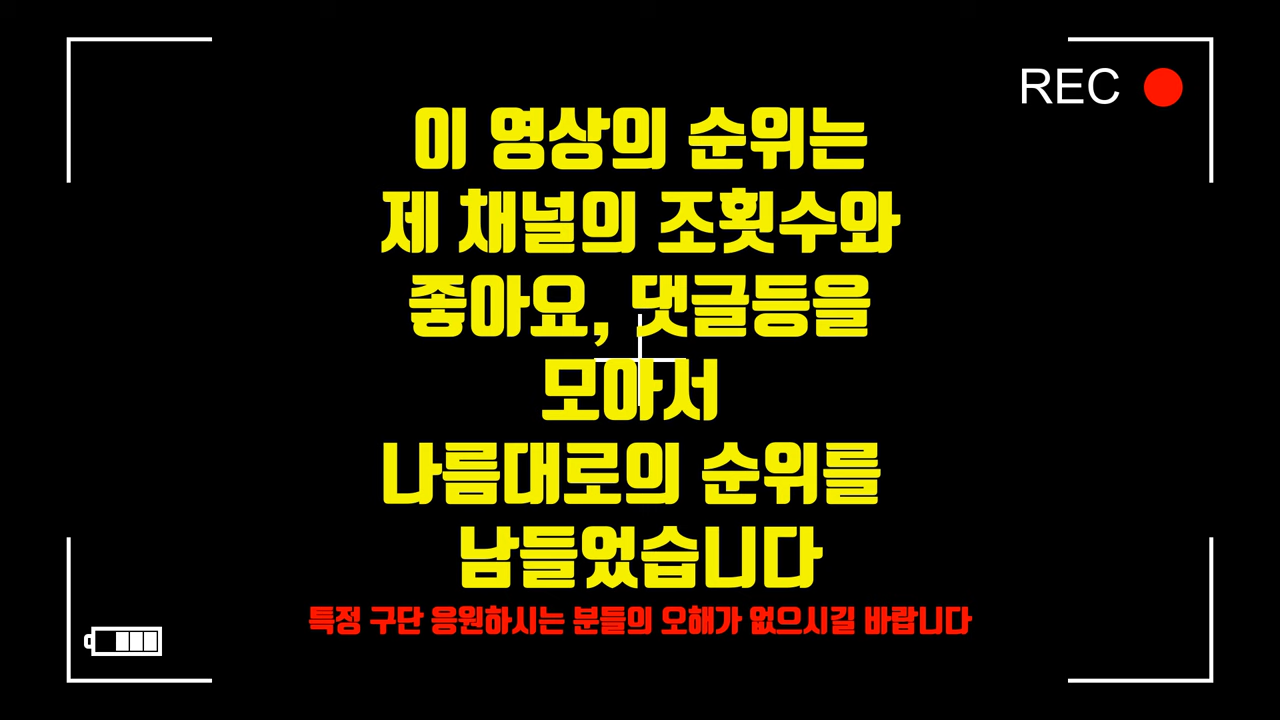 REC
이 영상의 순위는
제 채널의 조횟수와
좋아요, 댓글등을
모아서
나름대로의 순위를
남들었습니다
특정 구단 응원하시는 분들의 오해가 없으시길 바랍니다